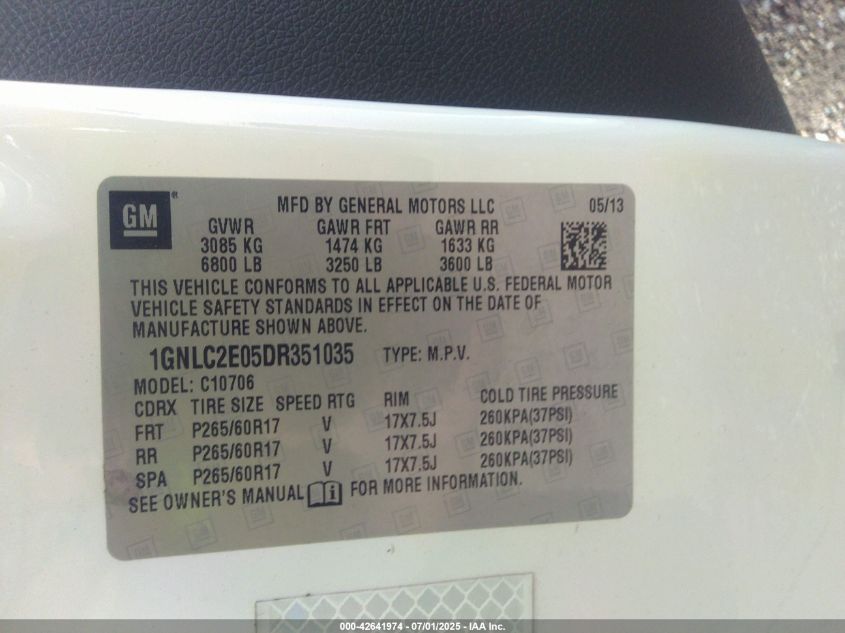 GM ®
MFD BY GENERAL MOTORS LLC 05/13
GVWR GAWR FRT GAWR RR
3085 KG 1474 KG 1633 KG
6800 LB 3250 LB 3600 LB
THIS VEHICLE CONFORMS TO ALL APPLICABLE U.S. FEDERAL MOTOR
VEHICLE SAFETY STANDARDS IN EFFECT ON THE DATE OF
MANUFACTURE SHOWN ABOVE.
1GNLC2E05DR351035 TYPE: M.P.V.
MODEL: C10706
CDRX TIRE SIZE SPEED RTG RIM COLD TIRE PRESSURE
FRT P265/60R17 V 17X7.5J 260KPA(37PSI)
RR P265/60R17 V 17X7.5J 260KPA(37PSI)
SPA P265/60R17 V 17X7.5J 260KPA(37PSI)
SEE OWNER'S MANUAL FOR MORE INFORMATION.
000-42641974 - 07/01/2025 - IAA Inc.